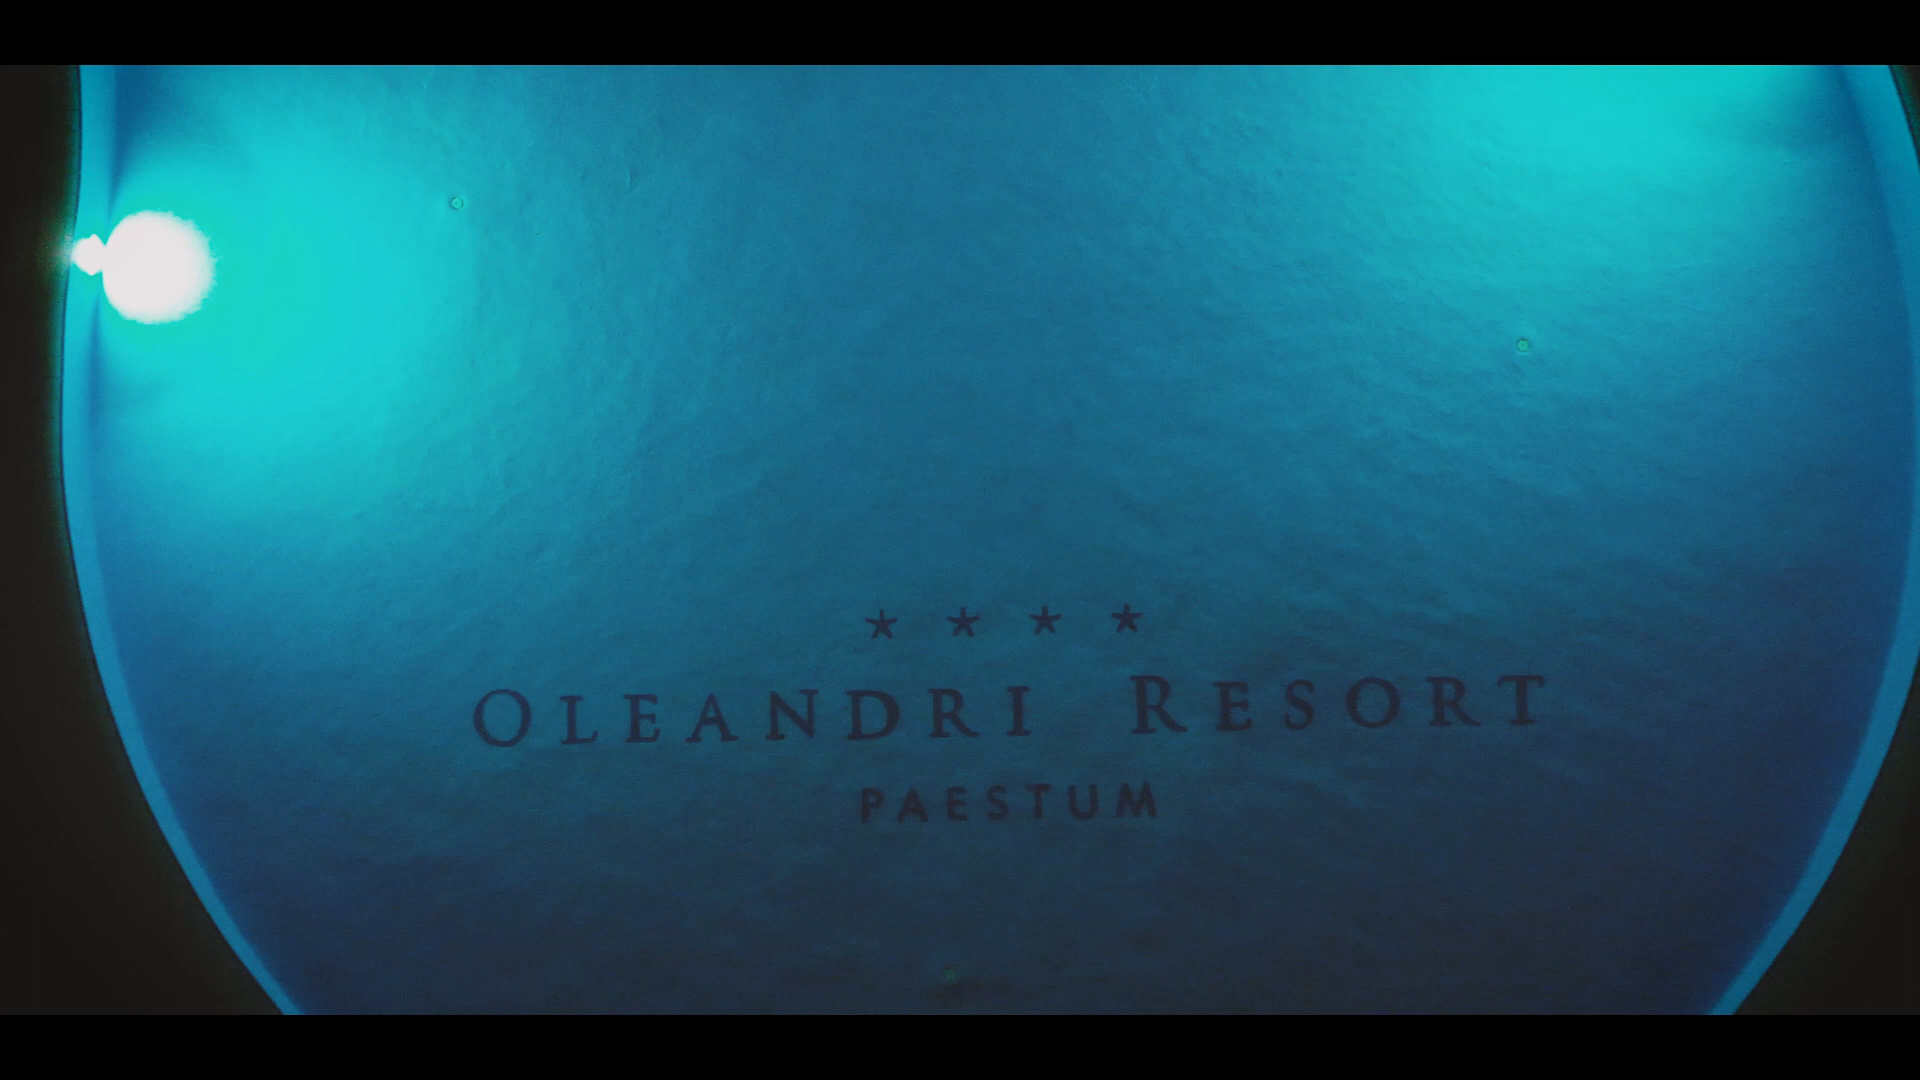 ★ ★ ★ ★
OLEANDRI RESORT
PAESTUM